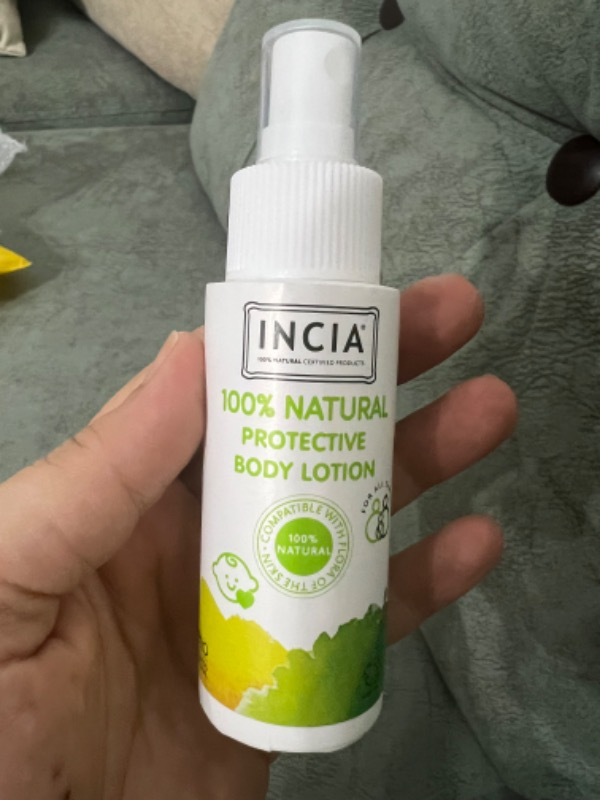 INCIA®
100% NATURAL CERTIFIED PRODUCTS
100% NATURAL
PROTECTIVE
BODY LOTION
FOR ALL
COMPATIBLE WITH FLORA OF THE SKIN
100%
NATURAL